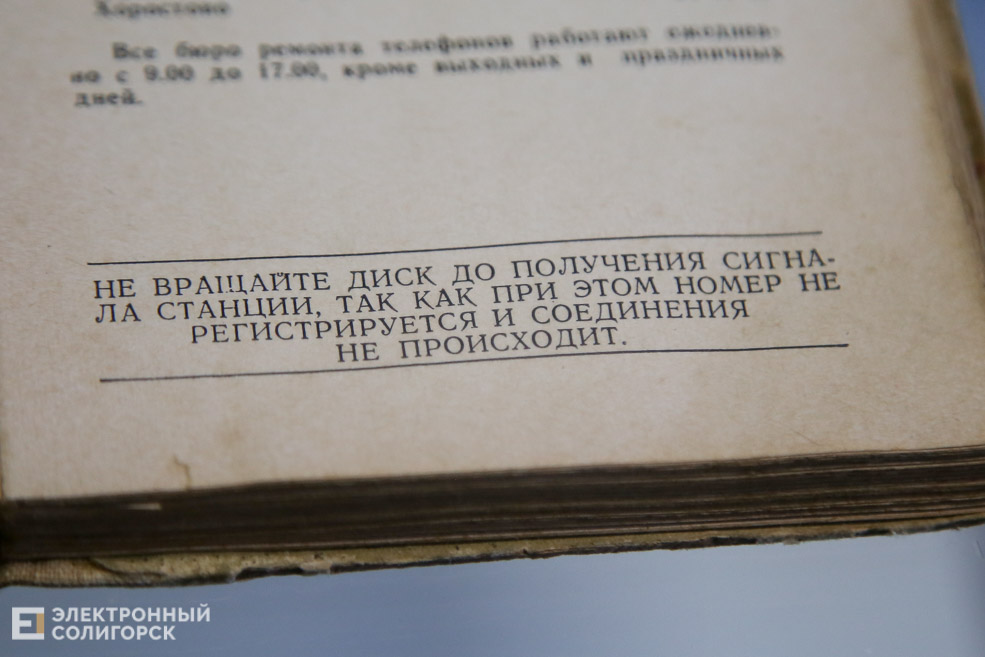 Хоростово
Все бюро ремонта телефонов работают ежеднев-
но с 9.00 до 17.00, кроме выходных и праздничных
дней.
НЕ ВРАЩАЙТЕ ДИСК ДО ПОЛУЧЕНИЯ СИГНА-
ЛА СТАНЦИИ, ТАК КАК ПРИ ЭТОМ НОМЕР НЕ
РЕГИСТРИРУЕТСЯ И СОЕДИНЕНИЯ
НЕ ПРОИСХОДИТ.
ЭЛЕКТРОННЫЙ
СОЛИГОРСК